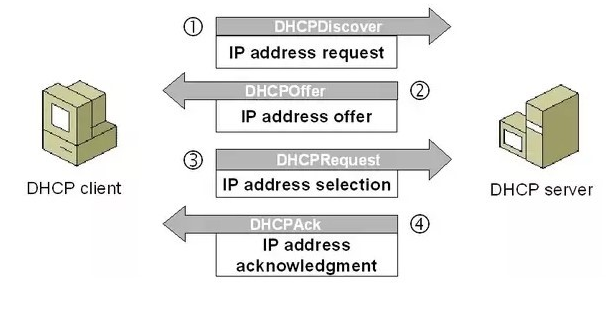 ① DHCPDiscover
IP address request
DHCPOffer ②
IP address offer
③ DHCPRequest
IP address selection
DHCP client
DHCP server
DHCPAck ④
IP address
acknowledgment